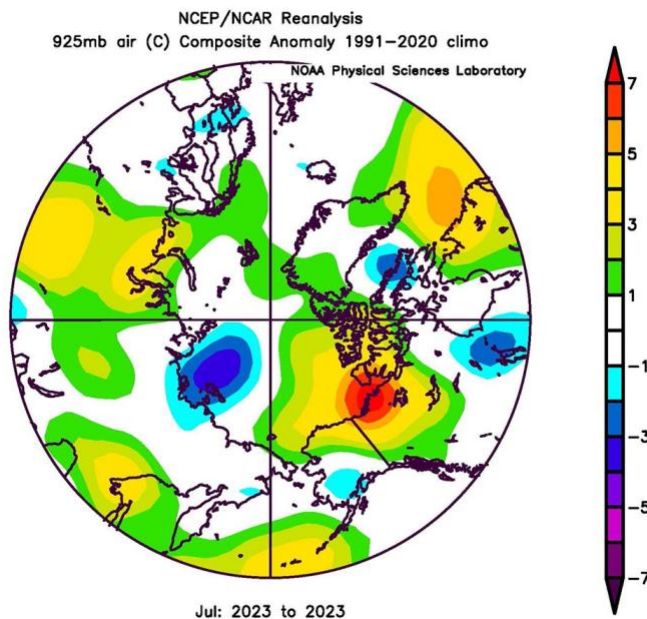 NCEP/NCAR Reanalysis
925mb air (C) Composite Anomaly 1991-2020 climo
NOAA Physical Sciences Laboratory
7
5
3
1
-1
-3
-5
-7
Jul: 2023 to 2023